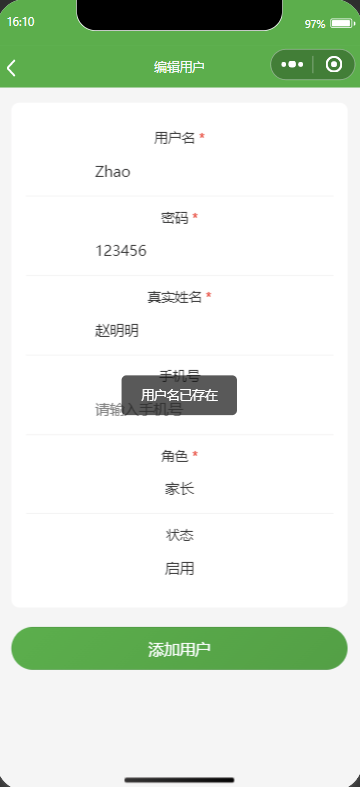 16:10
97%
编辑用户
用户名 *
Zhao
密码 *
123456
真实姓名 *
赵明明
手机号
用户名已存在
请输入手机号
角色 *
家长
状态
启用
添加用户